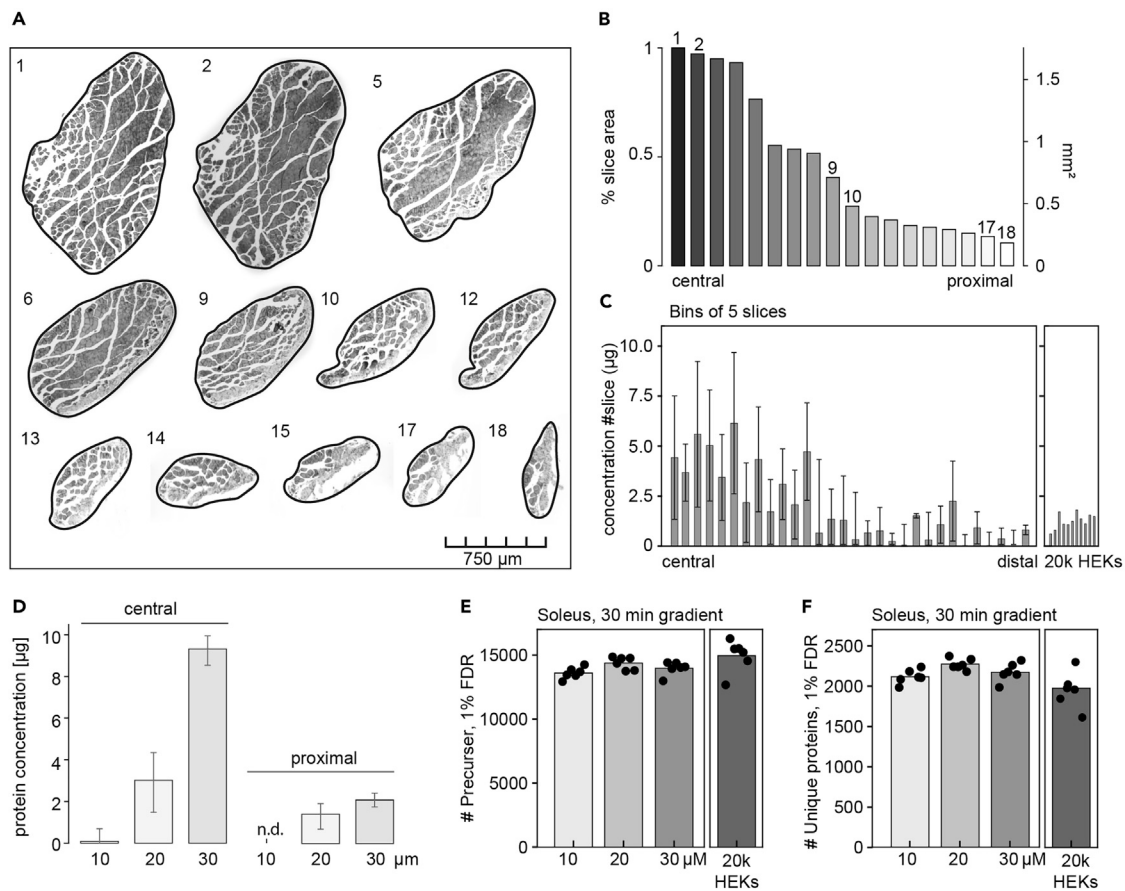 A
1
2
5
6
9
10
12
13
14
15
17
18
750 µm
B
% slice area
1
0.5
0
1
2
9
10
17
18
central
proximal
1.5
1
0.5
0
mm²
C
Bins of 5 slices
concentration #slice (µg)
10.0
7.5
5.0
2.5
0
central
distal
20k HEKs
D
protein concentration [µg]
10
8
6
4
2
0
central
proximal
n.d.
10
20
30
10
20
30
µm
E
Soleus, 30 min gradient
# Precurser, 1% FDR
15000
10000
5000
0
10
20
30 µM
20k
HEKs
F
Soleus, 30 min gradient
# Unique proteins, 1% FDR
2500
2000
1500
1000
500
0
10
20
30 µM
20k
HEKs